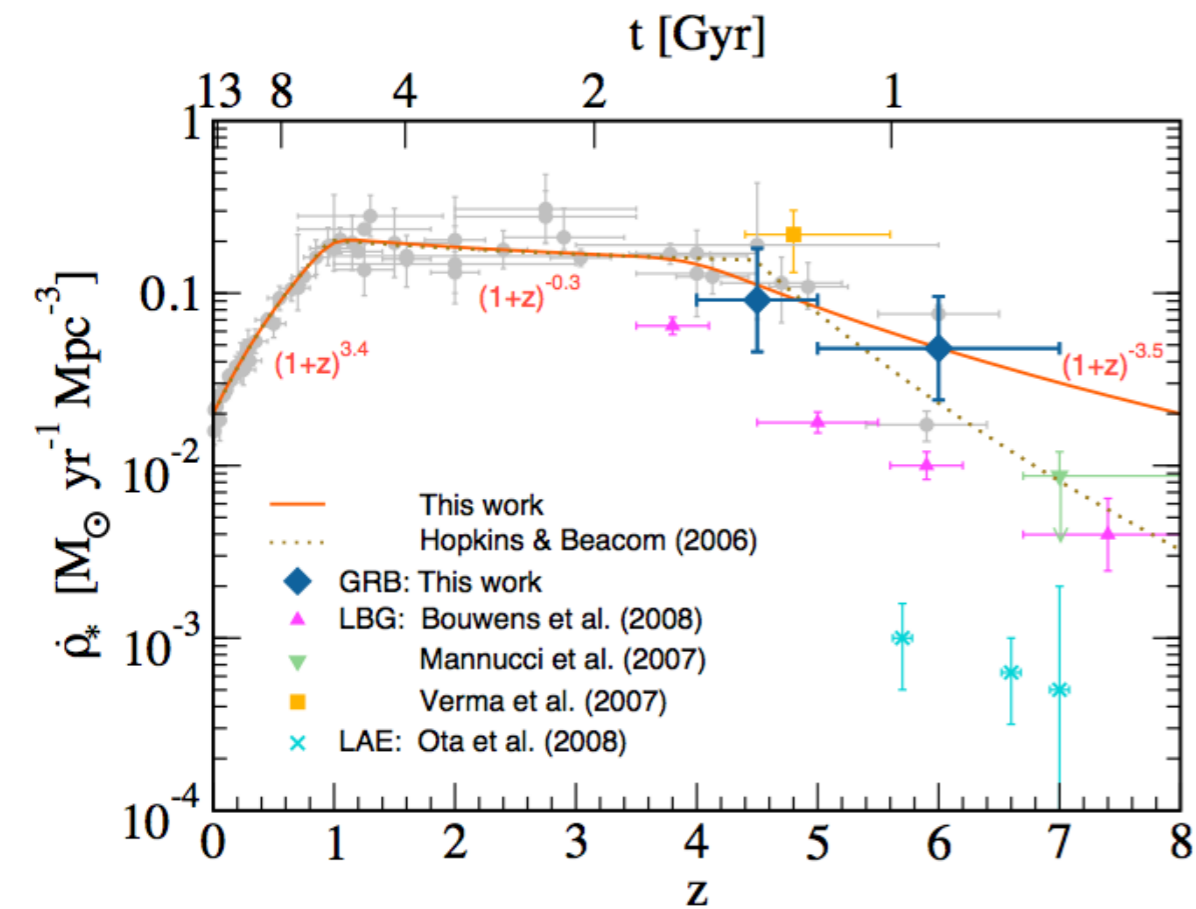 t [Gyr]
13 8 4 2 1
1
0.1
10^-2
10^-3
10^-4
ρ̇* [M⊙ yr^-1 Mpc^-3]
(1+z)^3.4
(1+z)^-0.3
(1+z)^-3.5
This work
Hopkins & Beacom (2006)
GRB: This work
LBG: Bouwens et al. (2008)
Mannucci et al. (2007)
Verma et al. (2007)
LAE: Ota et al. (2008)
0 1 2 3 4 5 6 7 8
z